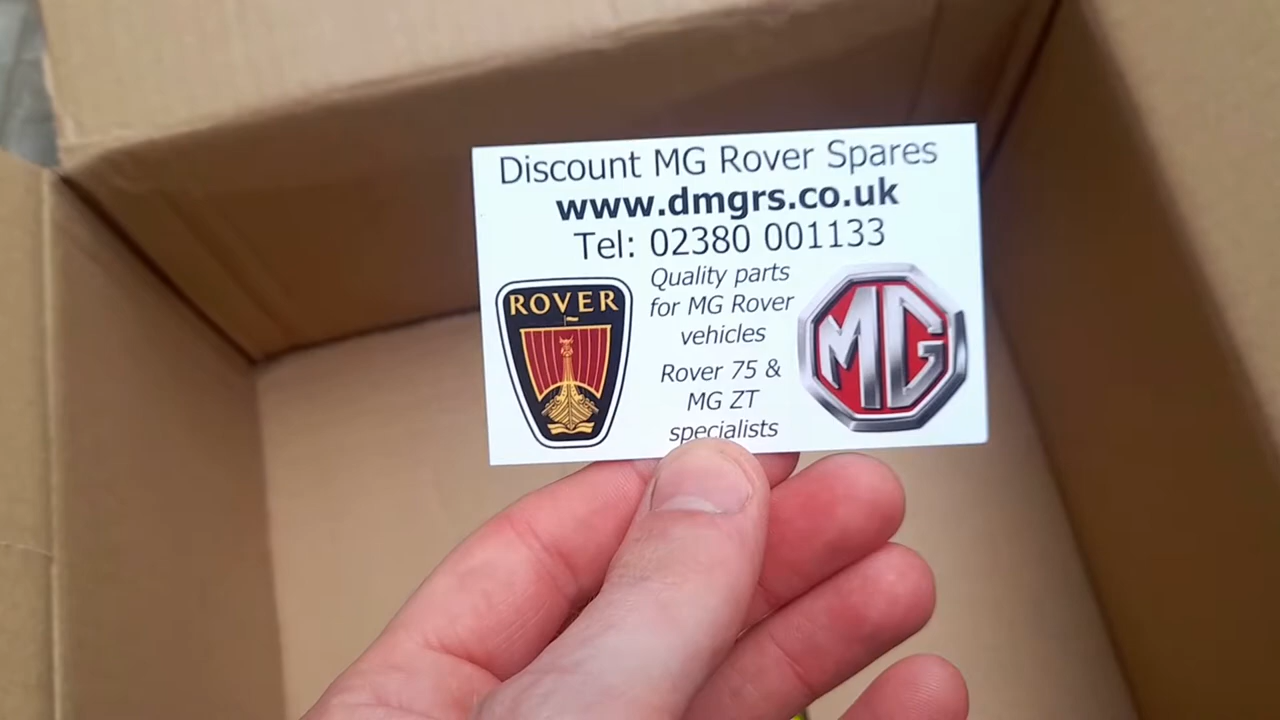 Discount MG Rover Spares
www.dmgrs.co.uk
Tel: 02380 001133
Quality parts
for MG Rover
vehicles
Rover 75 &
MG ZT
specialists
ROVER
MG